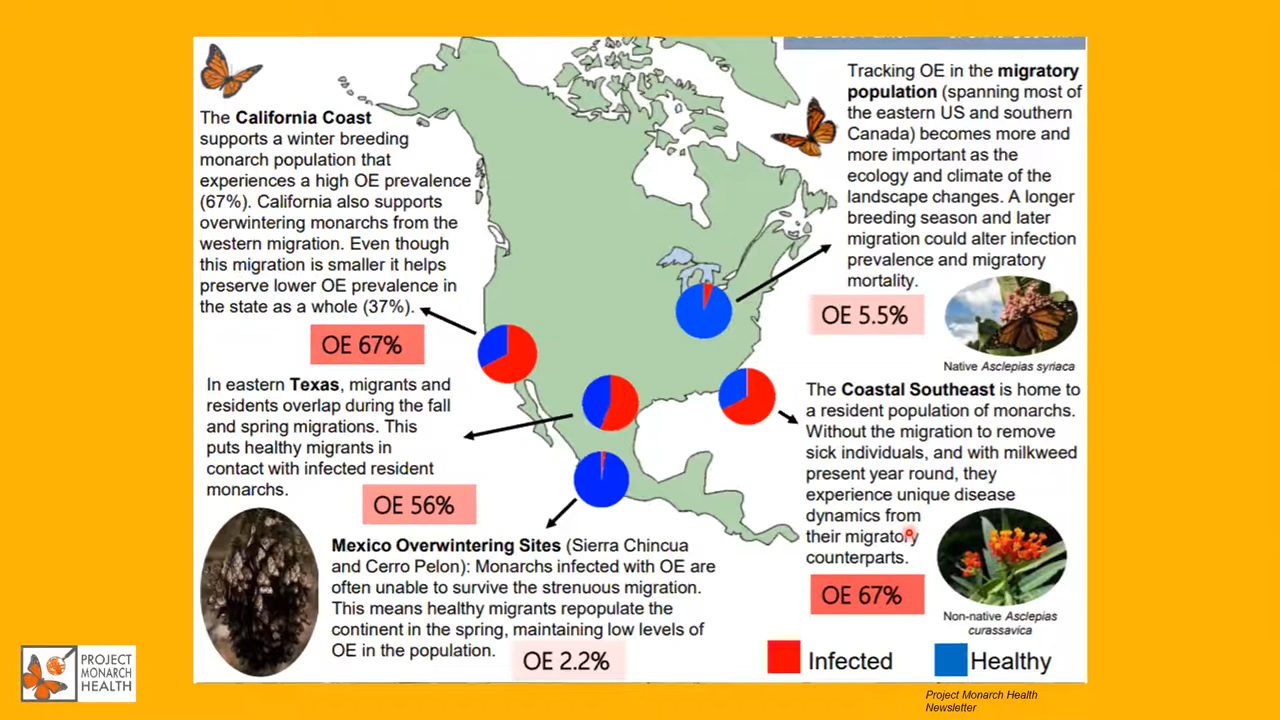 The California Coast
supports a winter breeding
monarch population that
experiences a high OE prevalence
(67%). California also supports
overwintering monarchs from the
western migration. Even though
this migration is smaller it helps
preserve lower OE prevalence in
the state as a whole (37%).
OE 67%
In eastern Texas, migrants and
residents overlap during the fall
and spring migrations. This
puts healthy migrants in
contact with infected resident
monarchs.
OE 56%
Mexico Overwintering Sites (Sierra Chincua
and Cerro Pelon): Monarchs infected with OE are
often unable to survive the strenuous migration.
This means healthy migrants repopulate the
continent in the spring, maintaining low levels of
OE in the population.
OE 2.2%
Tracking OE in the migratory
population (spanning most of
the eastern US and southern
Canada) becomes more and
more important as the
ecology and climate of the
landscape changes. A longer
breeding season and later
migration could alter infection
prevalence and migratory
mortality.
OE 5.5%
Native Asclepias syriaca
The Coastal Southeast is home to
a resident population of monarchs.
Without the migration to remove
sick individuals, and with milkweed
present year round, they
experience unique disease
dynamics from
their migratory
counterparts.
OE 67%
Non-native Asclepias
curassavica
Infected
Healthy
PROJECT
MONARCH
HEALTH
Project Monarch Health
Newsletter